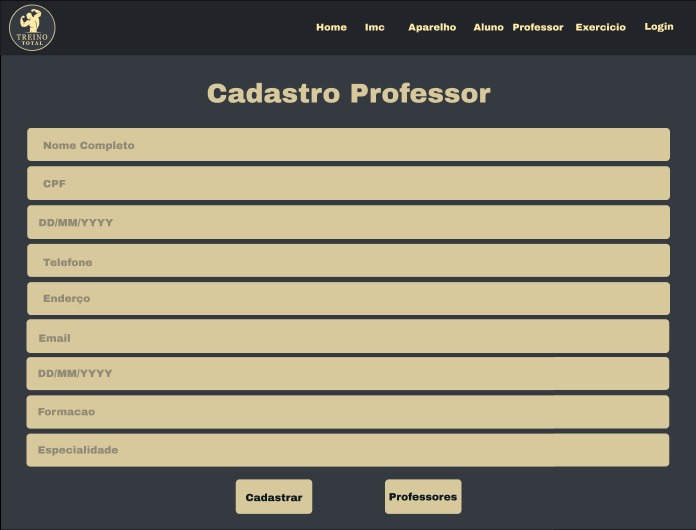 TREINO
TOTAL
Home Imc Aparelho Aluno Professor Exercicio Login
Cadastro Professor
Nome Completo
CPF
DD/MM/YYYY
Telefone
Enderço
Email
DD/MM/YYYY
Formacao
Especialidade
Cadastrar Professores